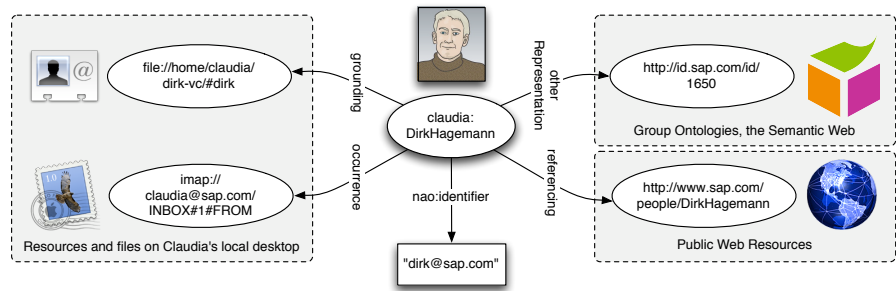 file://home/claudia/
dirk-vc/#dirk
@
1.0
imap://
claudia@sap.com/
INBOX#1#FROM
Resources and files on Claudia's local desktop
grounding
occurrence
claudia:
DirkHagemann
nao:identifier
"dirk@sap.com"
other
Representation
referencing
http://id.sap.com/id/
1650
Group Ontologies, the Semantic Web
http://www.sap.com/
people/DirkHagemann
Public Web Resources